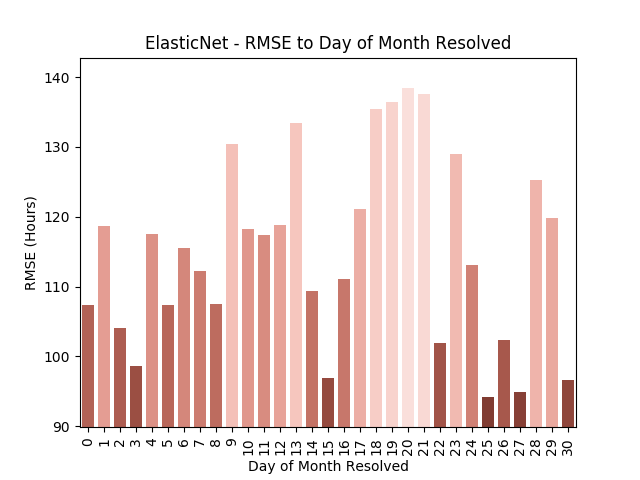 ElasticNet - RMSE to Day of Month Resolved
140
130
120
110
100
90
RMSE (Hours)
0 1 2 3 4 5 6 7 8 9 10 11 12 13 14 15 16 17 18 19 20 21 22 23 24 25 26 27 28 29 30
Day of Month Resolved